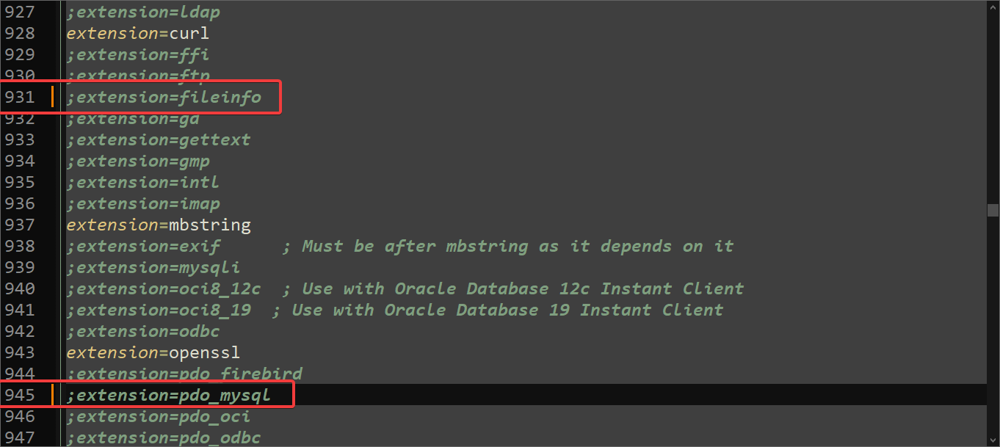 927 ;extension=ldap
928 extension=curl
929 ;extension=ffi
930 ;extension=ftp
931 ;extension=fileinfo
932 ;extension=gd
933 ;extension=gettext
934 ;extension=gmp
935 ;extension=intl
936 ;extension=imap
937 extension=mbstring
938 ;extension=exif      ; Must be after mbstring as it depends on it
939 ;extension=mysqli
940 ;extension=oci8_12c  ; Use with Oracle Database 12c Instant Client
941 ;extension=oci8_19  ; Use with Oracle Database 19 Instant Client
942 ;extension=odbc
943 extension=openssl
944 ;extension=pdo_firebird
945 ;extension=pdo_mysql
946 ;extension=pdo_oci
947 ;extension=pdo_odbc